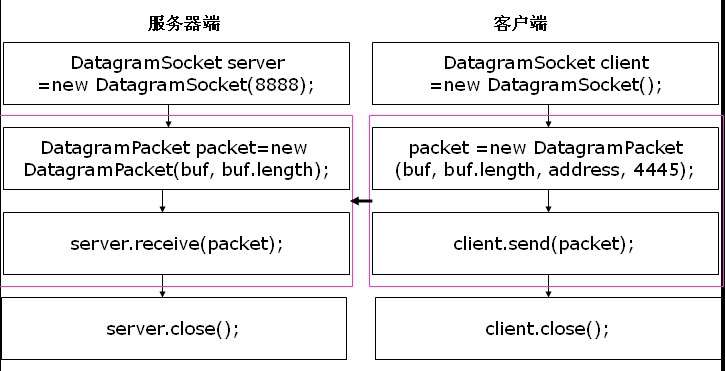 服务器端
DatagramSocket server
=new DatagramSocket(8888);
DatagramPacket packet=new
DatagramPacket(buf, buf.length);
server.receive(packet);
server.close();
客户端
DatagramSocket client
=new DatagramSocket();
packet =new DatagramPacket
(buf, buf.length, address, 4445);
client.send(packet);
client.close();